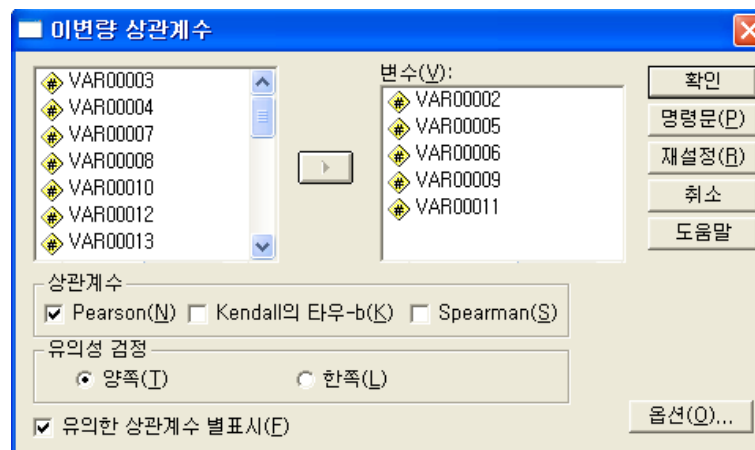 이변량 상관계수
VAR00003
VAR00004
VAR00007
VAR00008
VAR00010
VAR00012
VAR00013
변수(V):
VAR00002
VAR00005
VAR00006
VAR00009
VAR00011
확인
명령문(P)
재설정(R)
취소
도움말
상관계수
Pearson(N) Kendall의 타우-b(K) Spearman(S)
유의성 검정
양쪽(T) 한쪽(L)
유의한 상관계수 별표시(F)
옵션(O)...